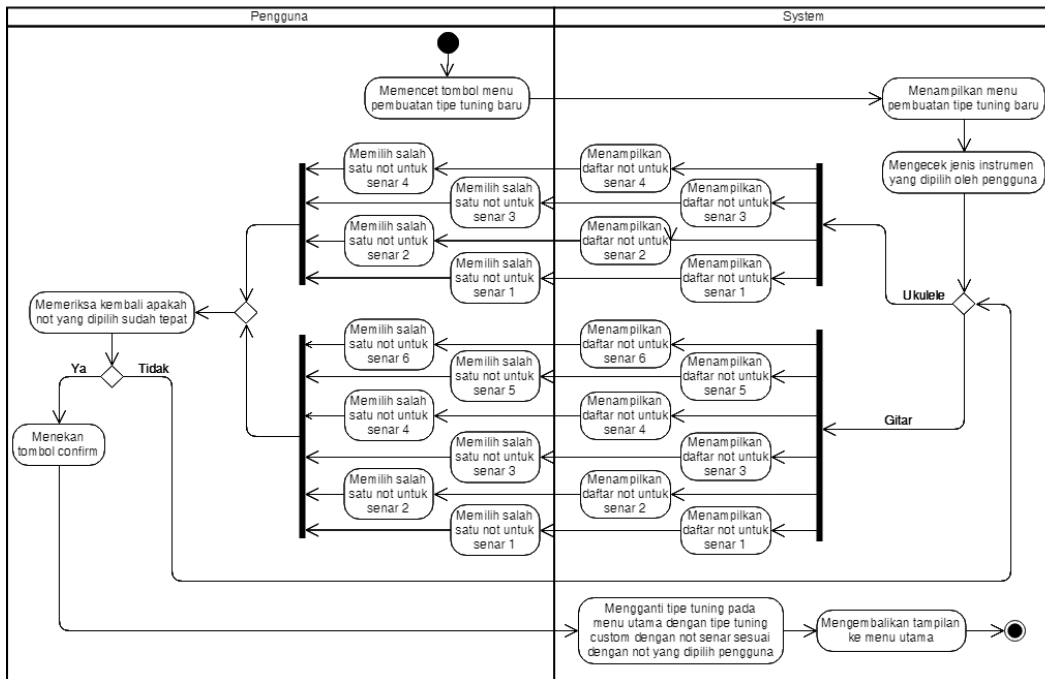 Pengguna
System
Memencet tombol menu
pembuatan tipe tuning baru
Menampilkan menu
pembuatan tipe tuning baru
Mengecek jenis instrumen
yang dipilih oleh pengguna
Memilih salah
satu not untuk
senar 4
Menampilkan
daftar not untuk
senar 4
Memilih salah
satu not untuk
senar 3
Menampilkan
daftar not untuk
senar 3
Memilih salah
satu not untuk
senar 2
Menampilkan
daftar not untuk
senar 2
Memilih salah
satu not untuk
senar 1
Menampilkan
daftar not untuk
senar 1
Ukulele
Memeriksa kembali apakah
not yang dipilih sudah tepat
Memilih salah
satu not untuk
senar 6
Menampilkan
daftar not untuk
senar 6
Memilih salah
satu not untuk
senar 5
Menampilkan
daftar not untuk
senar 5
Ya
Tidak
Memilih salah
satu not untuk
senar 4
Menampilkan
daftar not untuk
senar 4
Gitar
Menekan
tombol confirm
Memilih salah
satu not untuk
senar 3
Menampilkan
daftar not untuk
senar 3
Memilih salah
satu not untuk
senar 2
Menampilkan
daftar not untuk
senar 2
Memilih salah
satu not untuk
senar 1
Menampilkan
daftar not untuk
senar 1
Mengganti tipe tuning pada
menu utama dengan tipe tuning
custom dengan not senar sesuai
dengan not yang dipilih pengguna
Mengembalikan tampilan
ke menu utama